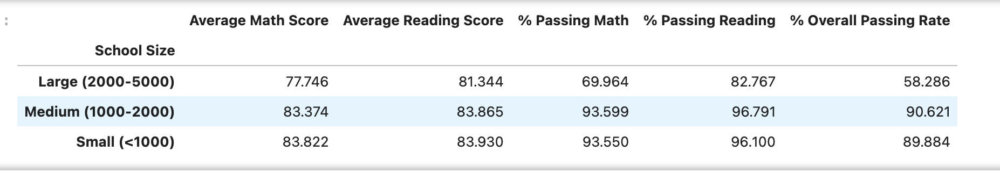 : Average Math Score Average Reading Score % Passing Math % Passing Reading % Overall Passing Rate
School Size
Large (2000-5000) 77.746 81.344 69.964 82.767 58.286
Medium (1000-2000) 83.374 83.865 93.599 96.791 90.621
Small (<1000) 83.822 83.930 93.550 96.100 89.884